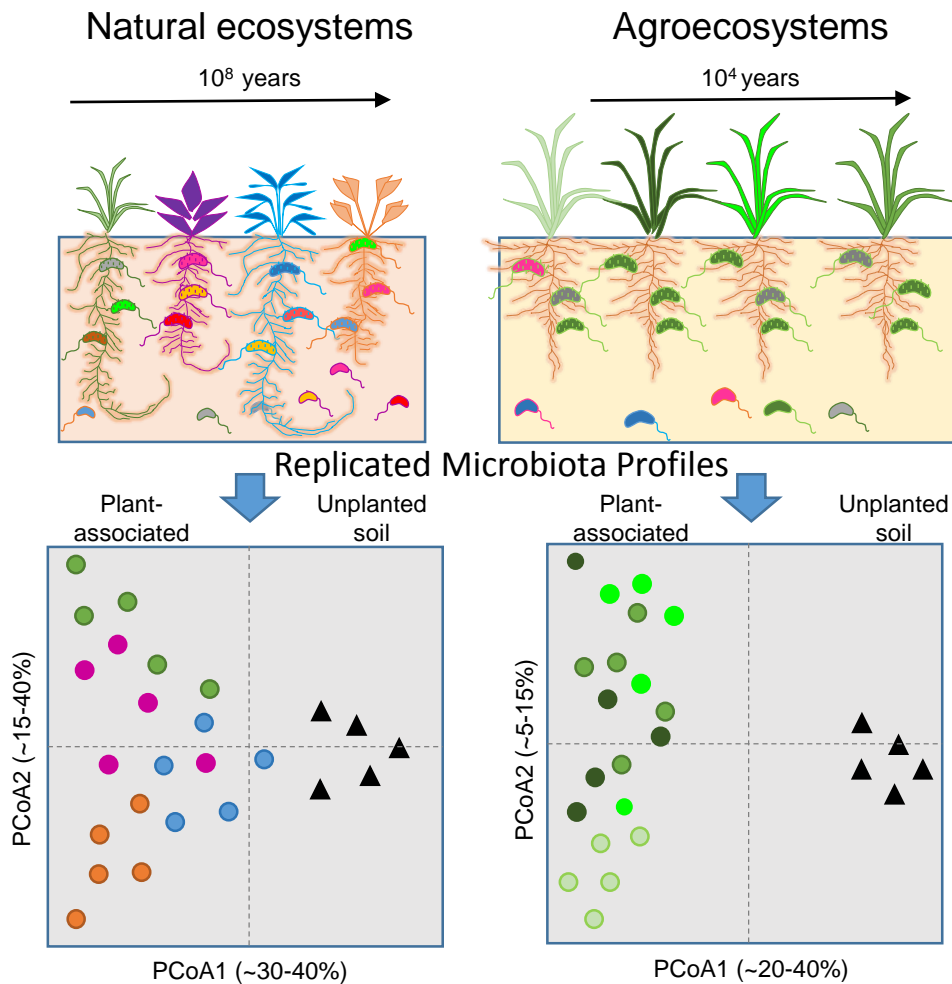 Natural ecosystems
Agroecosystems
10⁸ years
10⁴ years
Replicated Microbiota Profiles
Plant-
associated
Unplanted
soil
Plant-
associated
Unplanted
soil
PCoA2 (~15-40%)
PCoA1 (~30-40%)
PCoA2 (~5-15%)
PCoA1 (~20-40%)